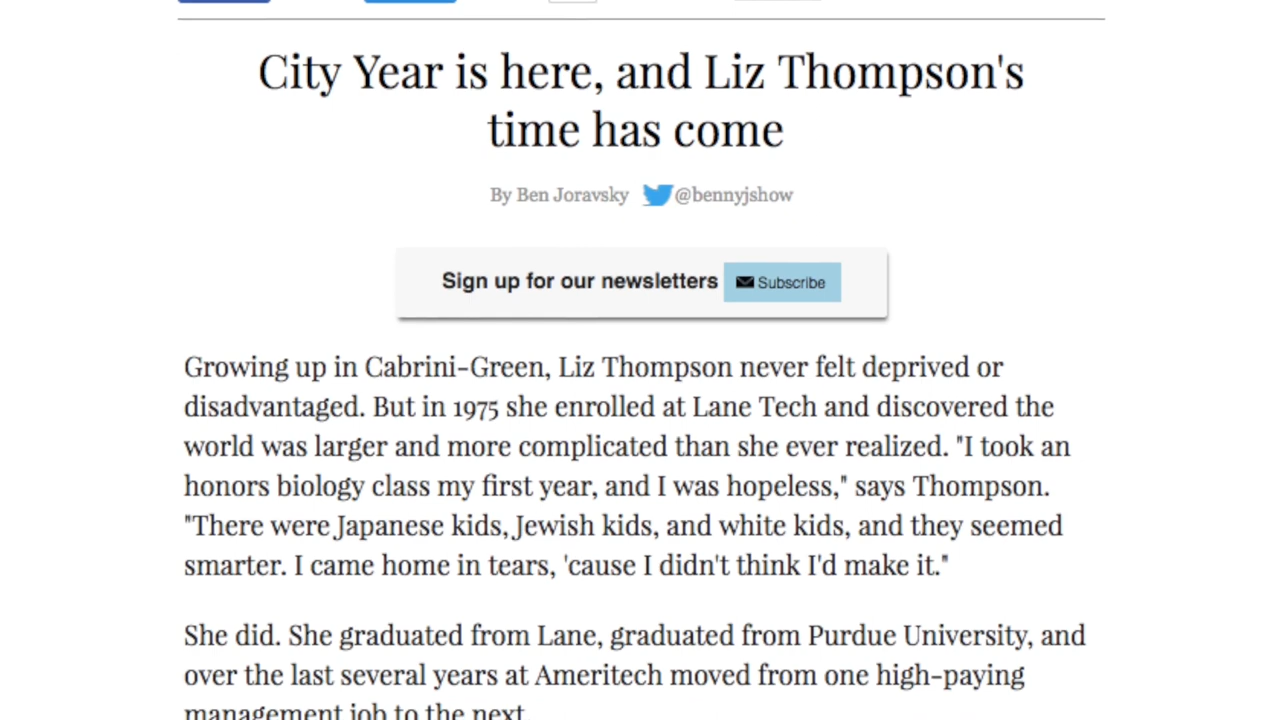 City Year is here, and Liz Thompson's
time has come
By Ben Joravsky @bennyjshow
Sign up for our newsletters Subscribe
Growing up in Cabrini-Green, Liz Thompson never felt deprived or
disadvantaged. But in 1975 she enrolled at Lane Tech and discovered the
world was larger and more complicated than she ever realized. "I took an
honors biology class my first year, and I was hopeless," says Thompson.
"There were Japanese kids, Jewish kids, and white kids, and they seemed
smarter. I came home in tears, 'cause I didn't think I'd make it."
She did. She graduated from Lane, graduated from Purdue University, and
over the last several years at Ameritech moved from one high-paying
management job to the next.